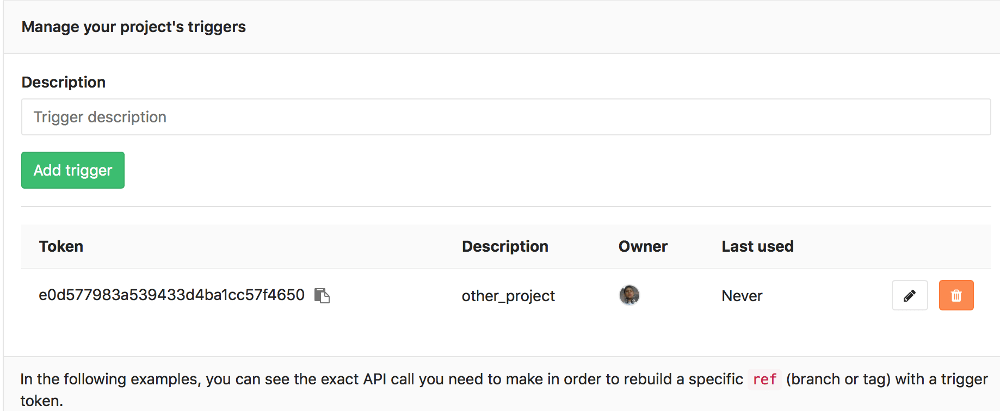 Manage your project's triggers
Description
Trigger description
Add trigger
Token Description Owner Last used
e0d577983a539433d4ba1cc57f4650 other_project Never
In the following examples, you can see the exact API call you need to make in order to rebuild a specific ref (branch or tag) with a trigger
token.